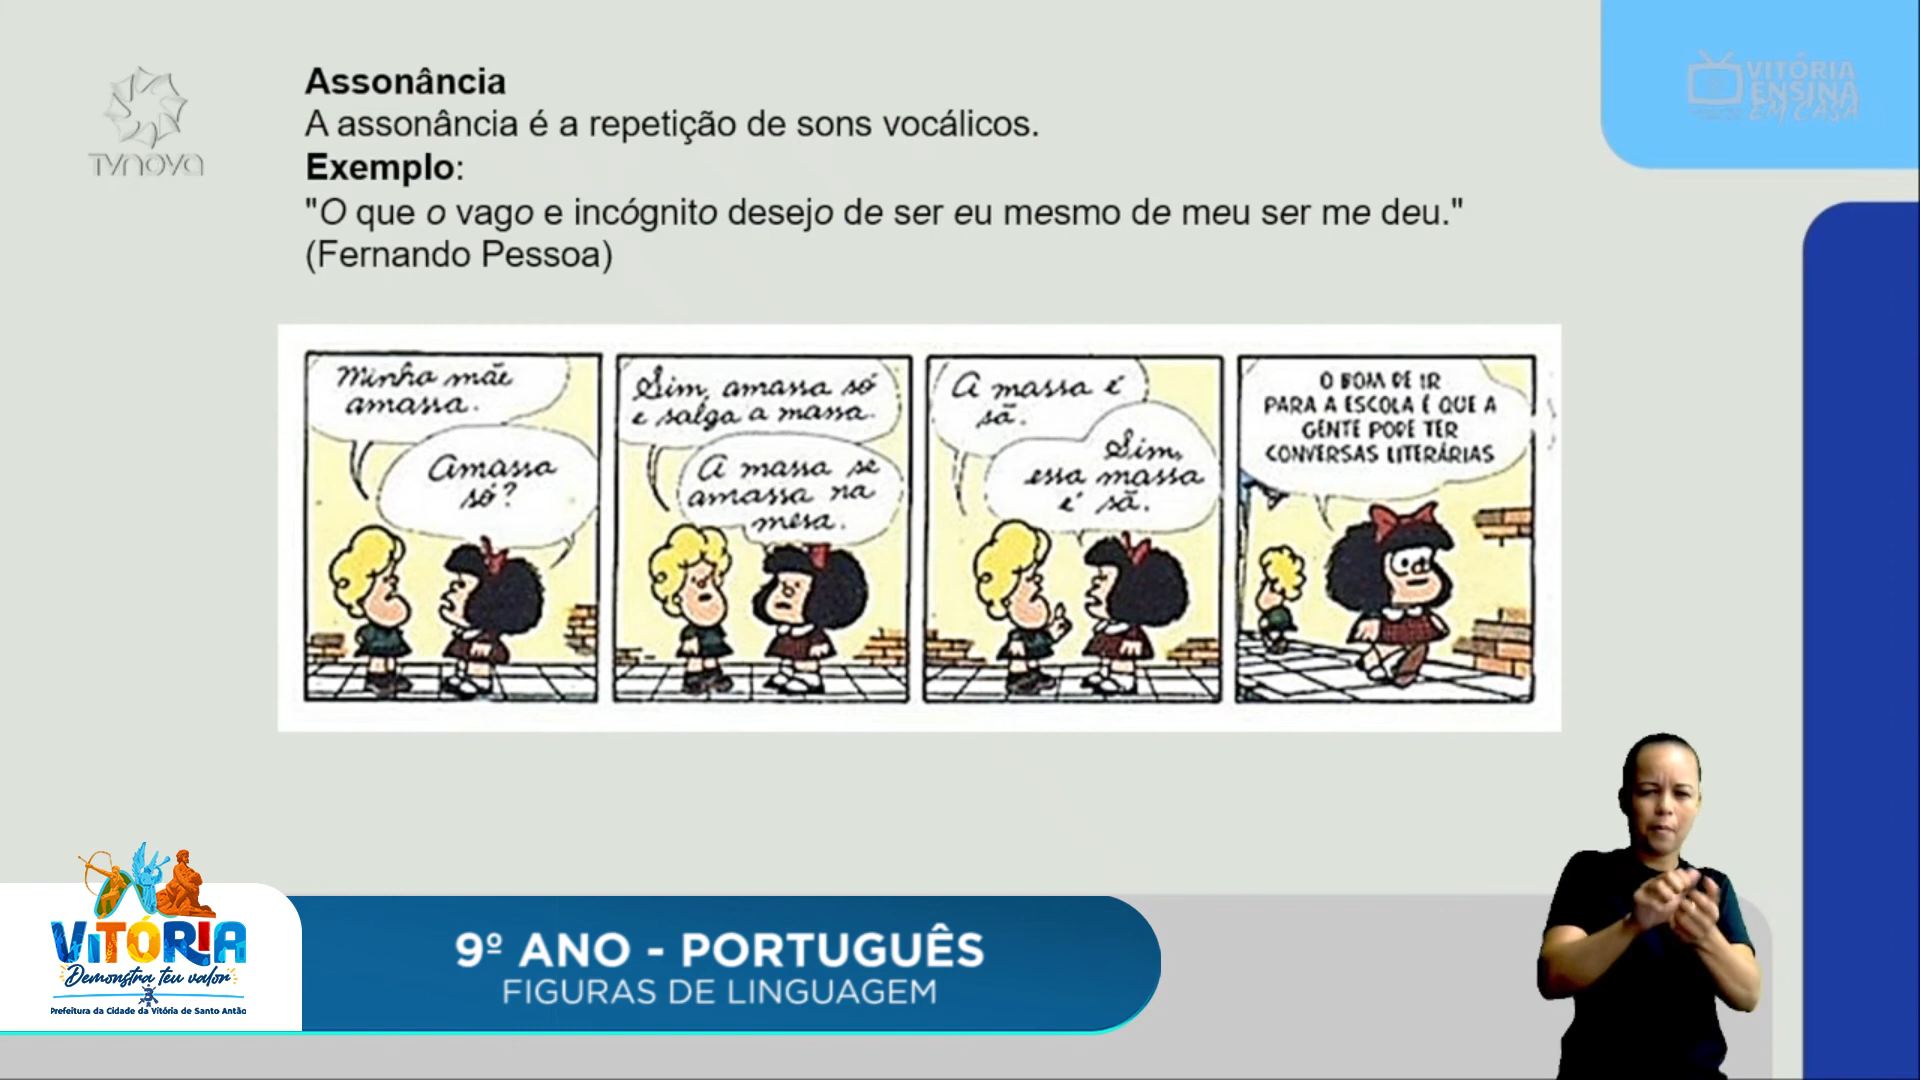 Assonância
A assonância é a repetição de sons vocálicos.
Exemplo:
"O que o vago e incógnito desejo de ser eu mesmo de meu ser me deu."
(Fernando Pessoa)
TVNOVA
VITÓRIA
ENSINA
EM CASA
Minha mãe
amassa.
Amassa
só?
Sim, amassa só
e salga a massa.
A massa se
amassa na
mesa.
A massa é
sã.
Sim,
essa massa
é sã.
O BOM DE IR
PARA A ESCOLA É QUE A
GENTE PODE TER
CONVERSAS LITERÁRIAS
VITÓRIA
Demonstra teu valor
Prefeitura da Cidade da Vitória de Santo Antão
9º ANO - PORTUGUÊS
FIGURAS DE LINGUAGEM